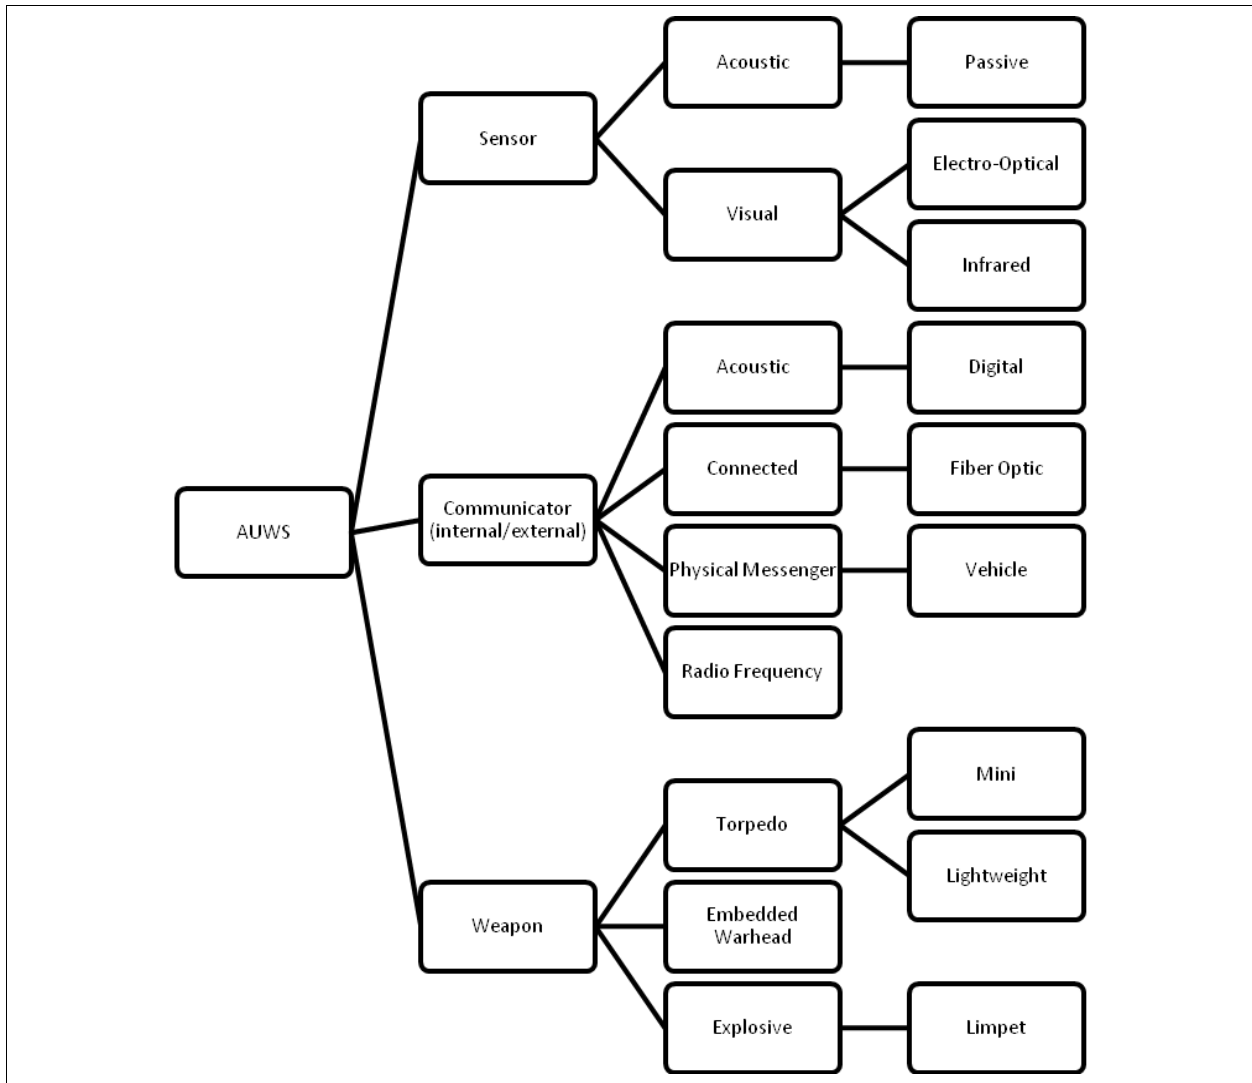 Acoustic
Passive
Sensor
Electro-Optical
Visual
Infrared
Acoustic
Digital
Connected
Fiber Optic
Communicator
(internal/external)
AUWS
Physical Messenger
Vehicle
Radio Frequency
Mini
Torpedo
Lightweight
Weapon
Embedded
Warhead
Explosive
Limpet